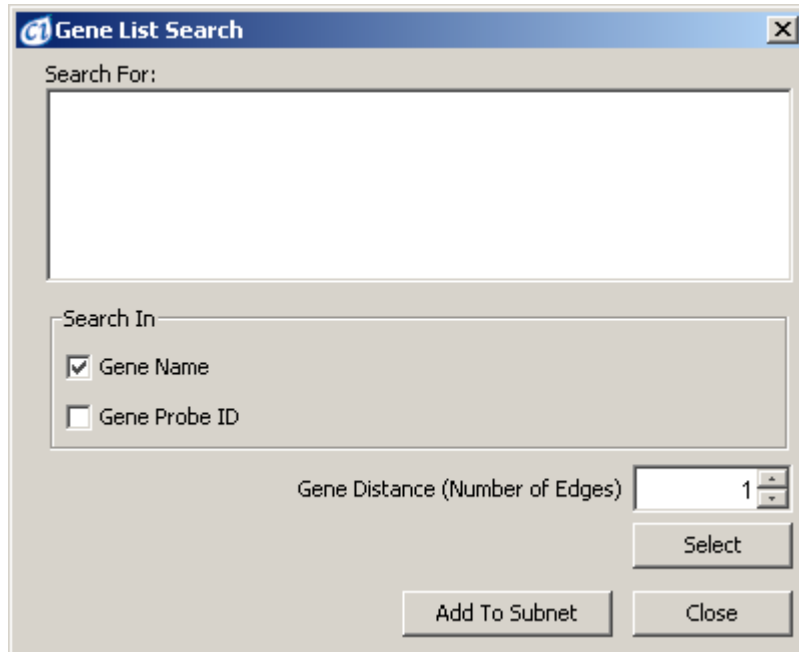 Gene List Search
Search For:
Search In
Gene Name
Gene Probe ID
Gene Distance (Number of Edges) 1
Select
Add To Subnet Close